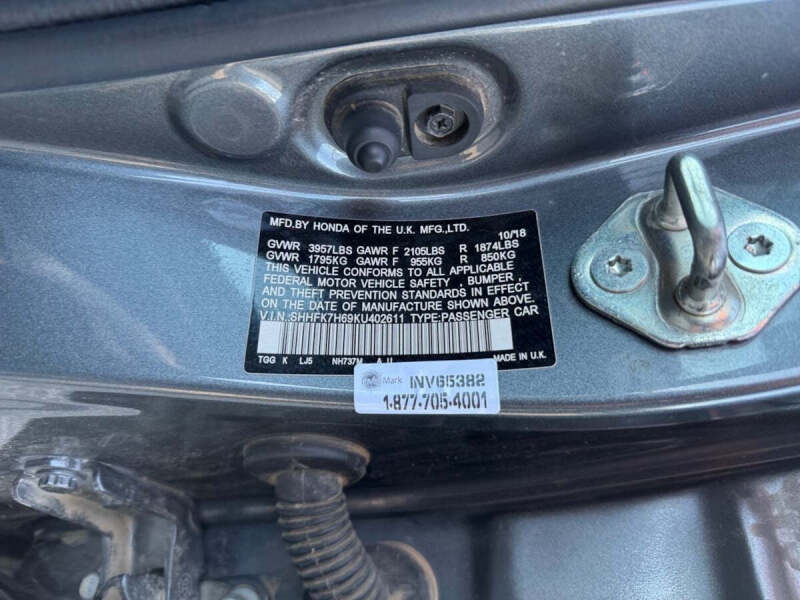 MFD.BY HONDA OF THE U.K. MFG.,LTD. 10/18
GVWR 3957LBS GAWR F 2105LBS R 1874LBS
GVWR 1795KG GAWR F 955KG R 850KG
THIS VEHICLE CONFORMS TO ALL APPLICABLE
FEDERAL MOTOR VEHICLE SAFETY , BUMPER,
AND THEFT PREVENTION STANDARDS IN EFFECT
ON THE DATE OF MANUFACTURE SHOWN ABOVE.
V.I.N.:SHHFK7H69KU402611 TYPE:PASSENGER CAR
TGG K LJ5 NH737M A U MADE IN U.K.
Mark INV65382
1-877-705-4001